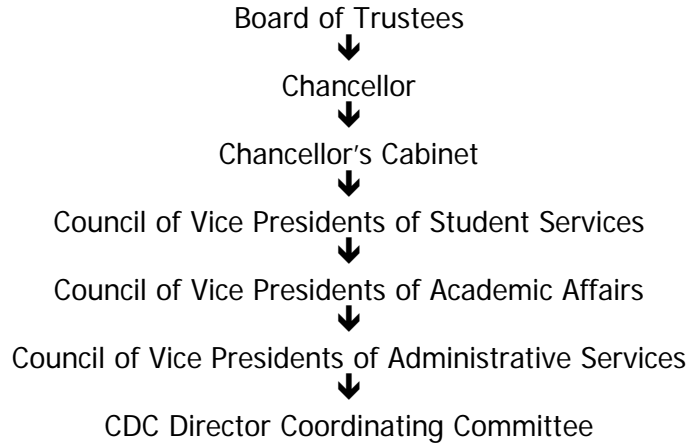 Board of Trustees
Chancellor
Chancellor's Cabinet
Council of Vice Presidents of Student Services
Council of Vice Presidents of Academic Affairs
Council of Vice Presidents of Administrative Services
CDC Director Coordinating Committee